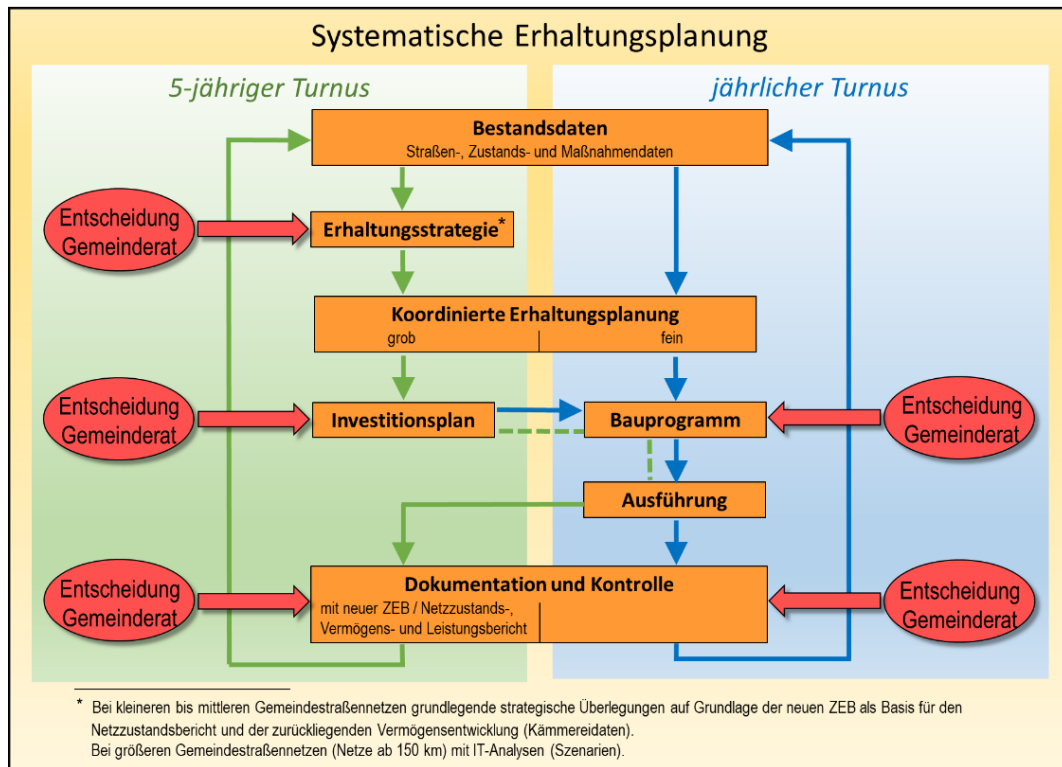 Systematische Erhaltungsplanung
5-jähriger Turnus
jährlicher Turnus
Bestandsdaten
Straßen-, Zustands- und Maßnahmendaten
Entscheidung
Gemeinderat
Erhaltungsstrategie*
Koordinierte Erhaltungsplanung
grob
fein
Entscheidung
Gemeinderat
Investitionsplan
Bauprogramm
Entscheidung
Gemeinderat
Ausführung
Entscheidung
Gemeinderat
Dokumentation und Kontrolle
mit neuer ZEB / Netzzustands-,
Vermögens- und Leistungsbericht
Entscheidung
Gemeinderat
* Bei kleineren bis mittleren Gemeindestraßennetzen grundlegende strategische Überlegungen auf Grundlage der neuen ZEB als Basis für den
Netzzustandsbericht und der zurückliegenden Vermögensentwicklung (Kämmereidaten).
Bei größeren Gemeindestraßennetzen (Netze ab 150 km) mit IT-Analysen (Szenarien).